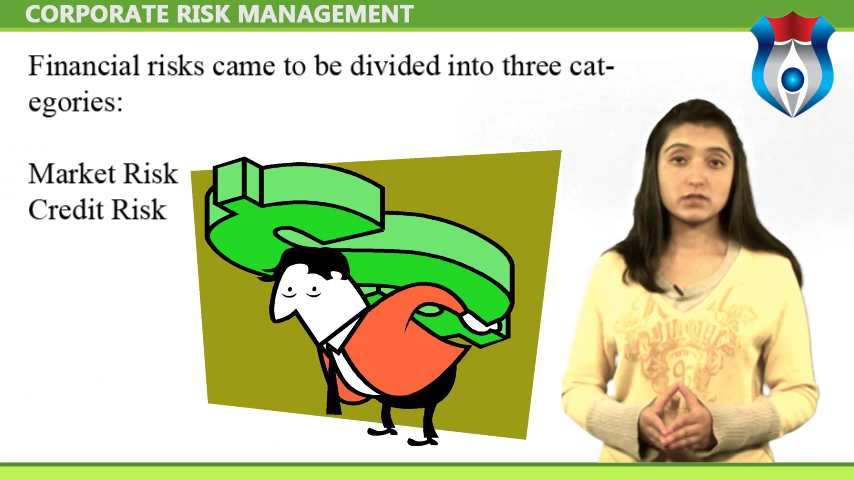 CORPORATE RISK MANAGEMENT
Financial risks came to be divided into three cat-
egories:
Market Risk
Credit Risk